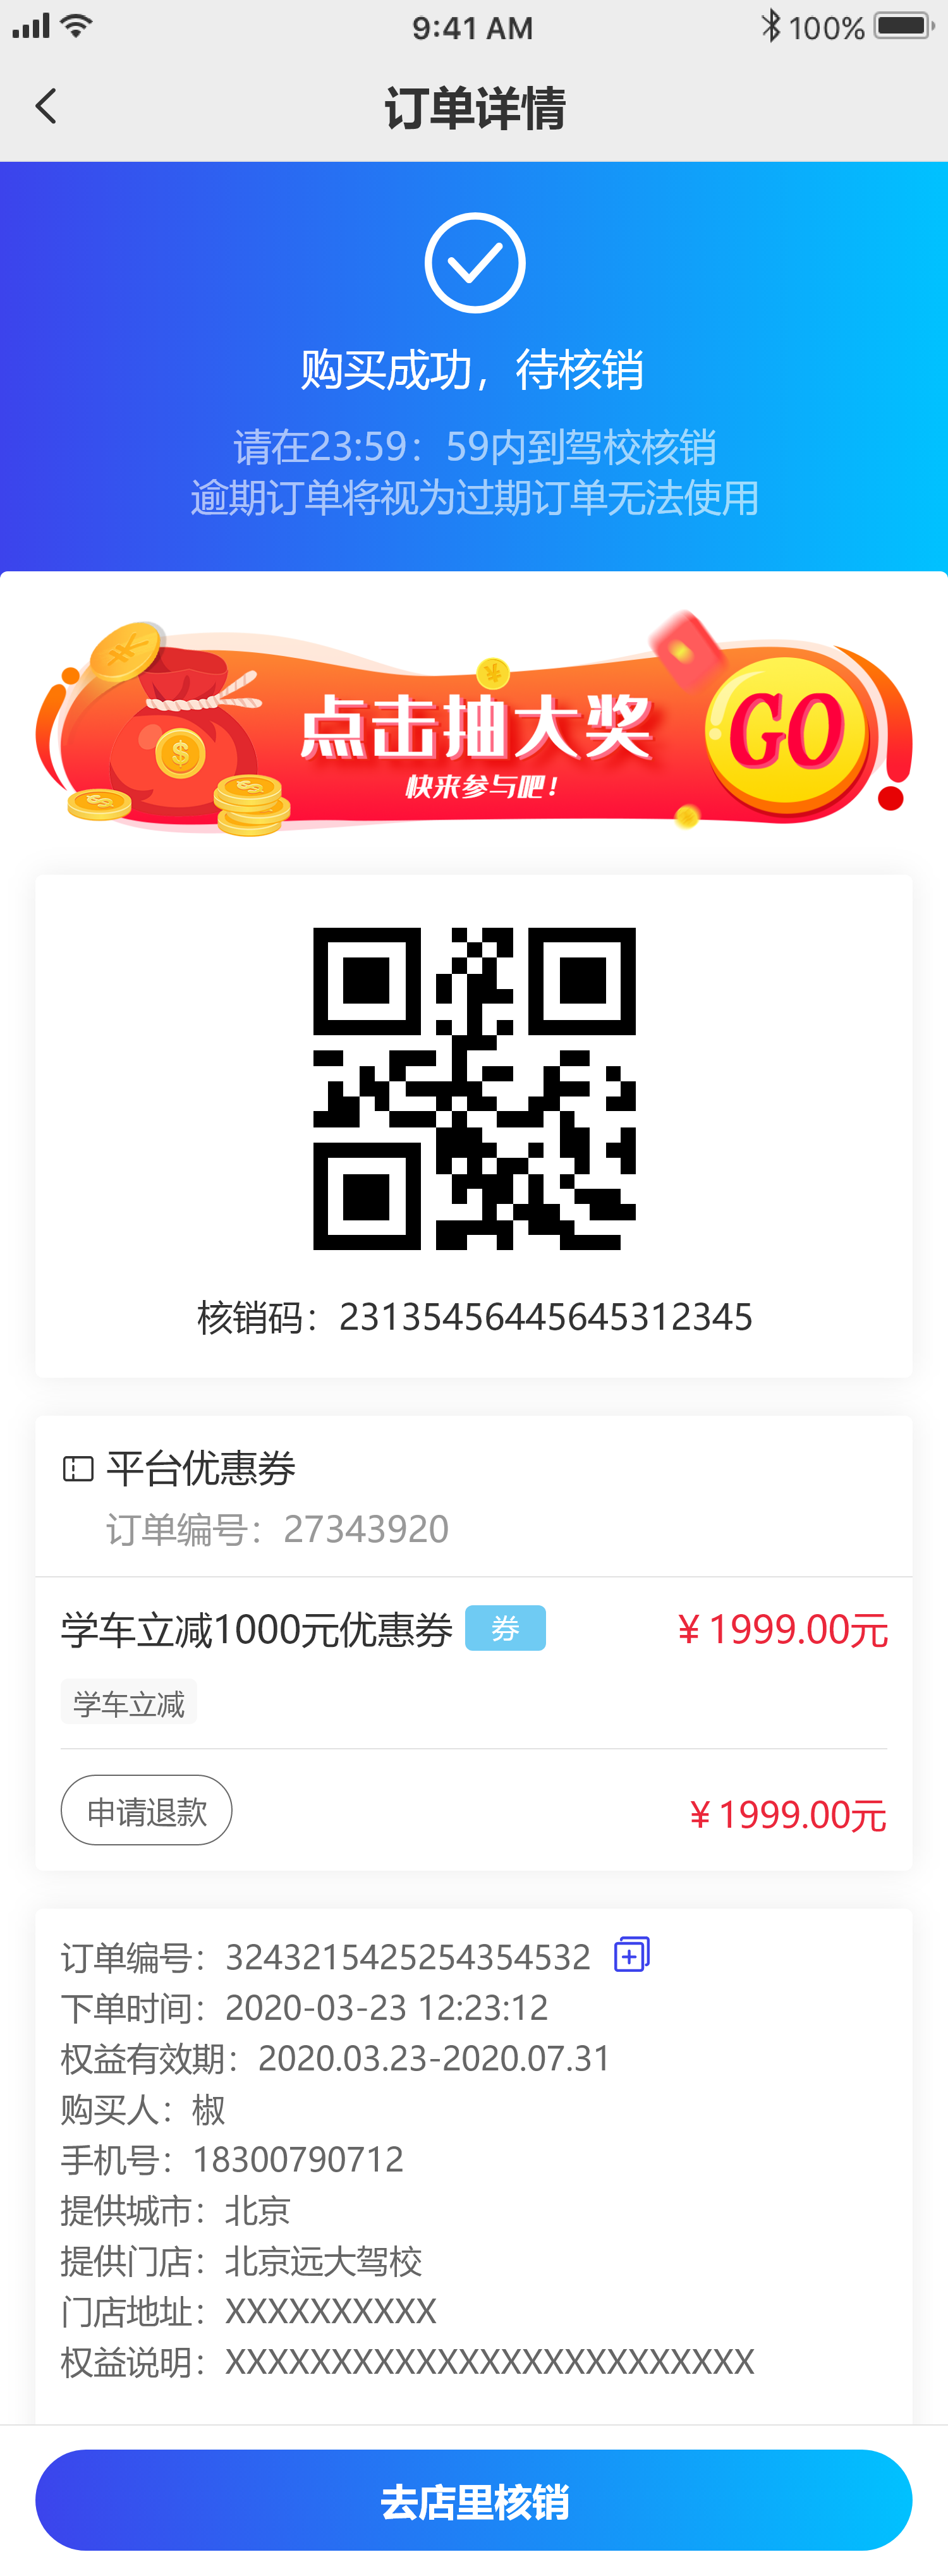 9:41 AM
100%
订单详情
购买成功，待核销
请在23:59：59内到驾校核销
逾期订单将视为过期订单无法使用
点击抽大奖
GO
快来参与吧！
核销码：23135456445645312345
平台优惠券
订单编号：27343920
学车立减1000元优惠券
券
￥1999.00元
学车立减
申请退款
￥1999.00元
订单编号：3243215425254354532
下单时间：2020-03-23 12:23:12
权益有效期：2020.03.23-2020.07.31
购买人：椒
手机号：18300790712
提供城市：北京
提供门店：北京远大驾校
门店地址：XXXXXXXXXX
权益说明：XXXXXXXXXXXXXXXXXXXXXXXXX
去店里核销